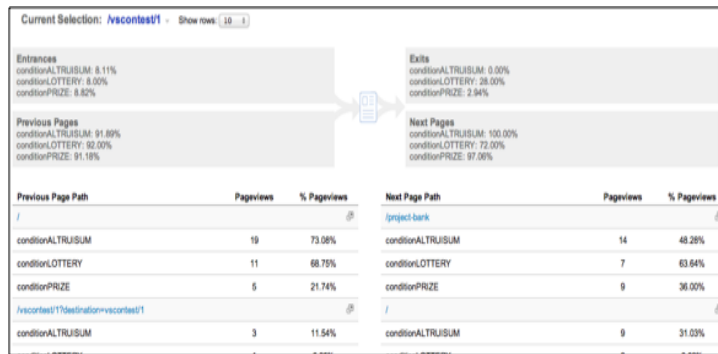 Current Selection: /vscontest/1 Show rows: 10
Entrances
conditionALTRUISUM: 8.11%
conditionLOTTERY: 8.00%
conditionPRIZE: 8.82%
Previous Pages
conditionALTRUISUM: 91.89%
conditionLOTTERY: 92.00%
conditionPRIZE: 91.18%
Exits
conditionALTRUISUM: 0.00%
conditionLOTTERY: 28.00%
conditionPRIZE: 2.94%
Next Pages
conditionALTRUISUM: 100.00%
conditionLOTTERY: 72.00%
conditionPRIZE: 97.06%
Previous Page Path Pageviews % Pageviews
/
conditionALTRUISUM 19 73.08%
conditionLOTTERY 11 68.75%
conditionPRIZE 5 21.74%
/vscontest/1?destination=vscontest/1
conditionALTRUISUM 3 11.54%
Next Page Path Pageviews % Pageviews
/project-bank
conditionALTRUISUM 14 48.28%
conditionLOTTERY 7 63.64%
conditionPRIZE 9 36.00%
/
conditionALTRUISUM 9 31.03%